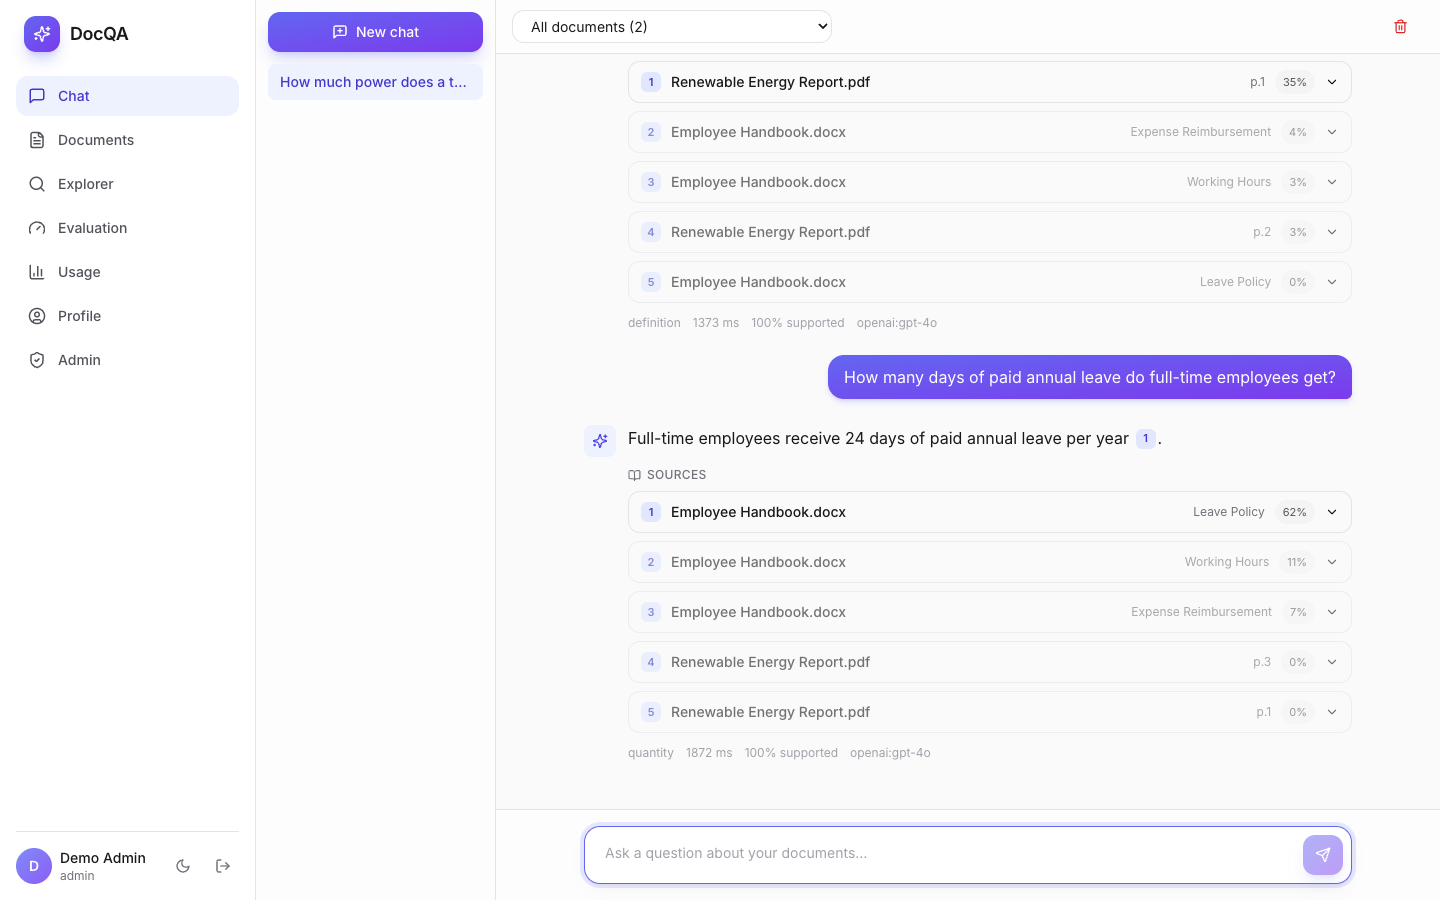 DocQA
Chat
Documents
Explorer
Evaluation
Usage
Profile
Admin
D
Demo Admin
admin
New chat
How much power does a t...
All documents (2)
1 Renewable Energy Report.pdf p.1 35%
2 Employee Handbook.docx Expense Reimbursement 4%
3 Employee Handbook.docx Working Hours 3%
4 Renewable Energy Report.pdf p.2 3%
5 Employee Handbook.docx Leave Policy 0%
definition 1373 ms 100% supported openai:gpt-4o
How many days of paid annual leave do full-time employees get?
Full-time employees receive 24 days of paid annual leave per year 1 .
SOURCES
1 Employee Handbook.docx Leave Policy 62%
2 Employee Handbook.docx Working Hours 11%
3 Employee Handbook.docx Expense Reimbursement 7%
4 Renewable Energy Report.pdf p.3 0%
5 Renewable Energy Report.pdf p.1 0%
quantity 1872 ms 100% supported openai:gpt-4o
Ask a question about your documents...